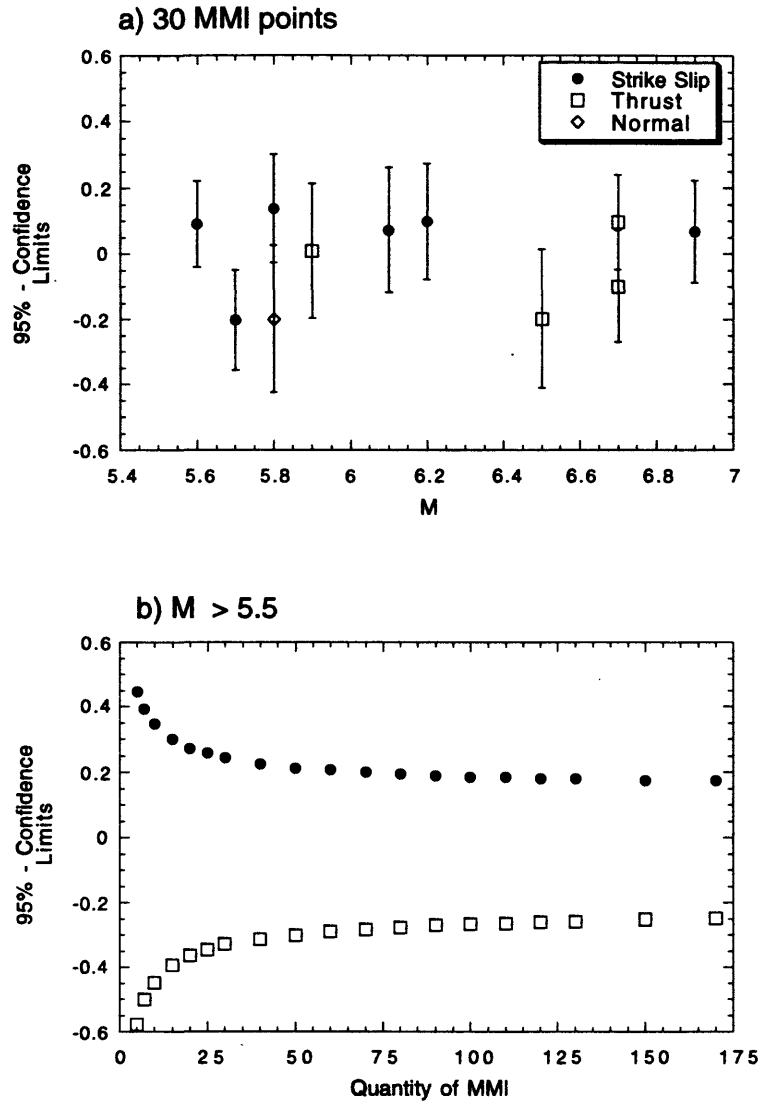 a) 30 MMI points
0.6
0.4
0.2
0
-0.2
-0.4
-0.6
95% - Confidence
Limits
Strike Slip
Thrust
Normal
5.4 5.6 5.8 6 6.2 6.4 6.6 6.8 7
M
b) M > 5.5
0.6
0.4
0.2
0
-0.2
-0.4
-0.6
95% - Confidence
Limits
0 25 50 75 100 125 150 175
Quantity of MMI